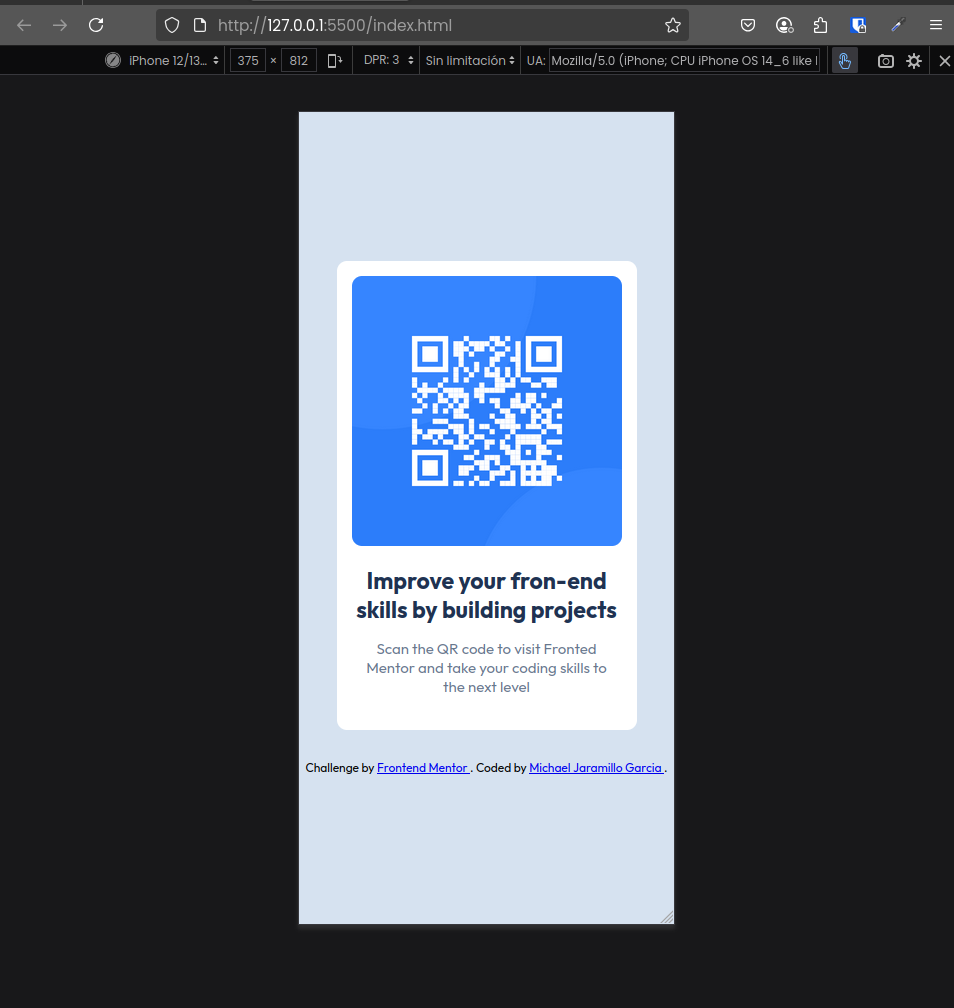 http://127.0.0.1:5500/index.html
iPhone 12/13... 375 × 812 DPR: 3 Sin limitación UA: Mozilla/5.0 (iPhone; CPU iPhone OS 14_6 like
Improve your fron-end
skills by building projects
Scan the QR code to visit Fronted
Mentor and take your coding skills to
the next level
Challenge by Frontend Mentor . Coded by Michael Jaramillo Garcia .